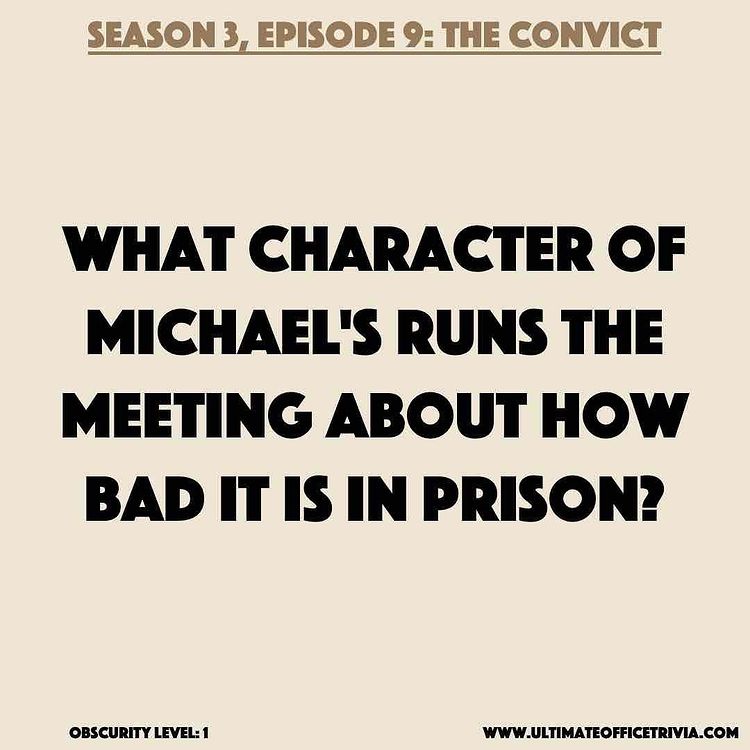 SEASON 3, EPISODE 9: THE CONVICT
WHAT CHARACTER OF
MICHAEL'S RUNS THE
MEETING ABOUT HOW
BAD IT IS IN PRISON?
OBSCURITY LEVEL: 1
WWW.ULTIMATEOFFICETRIVIA.COM